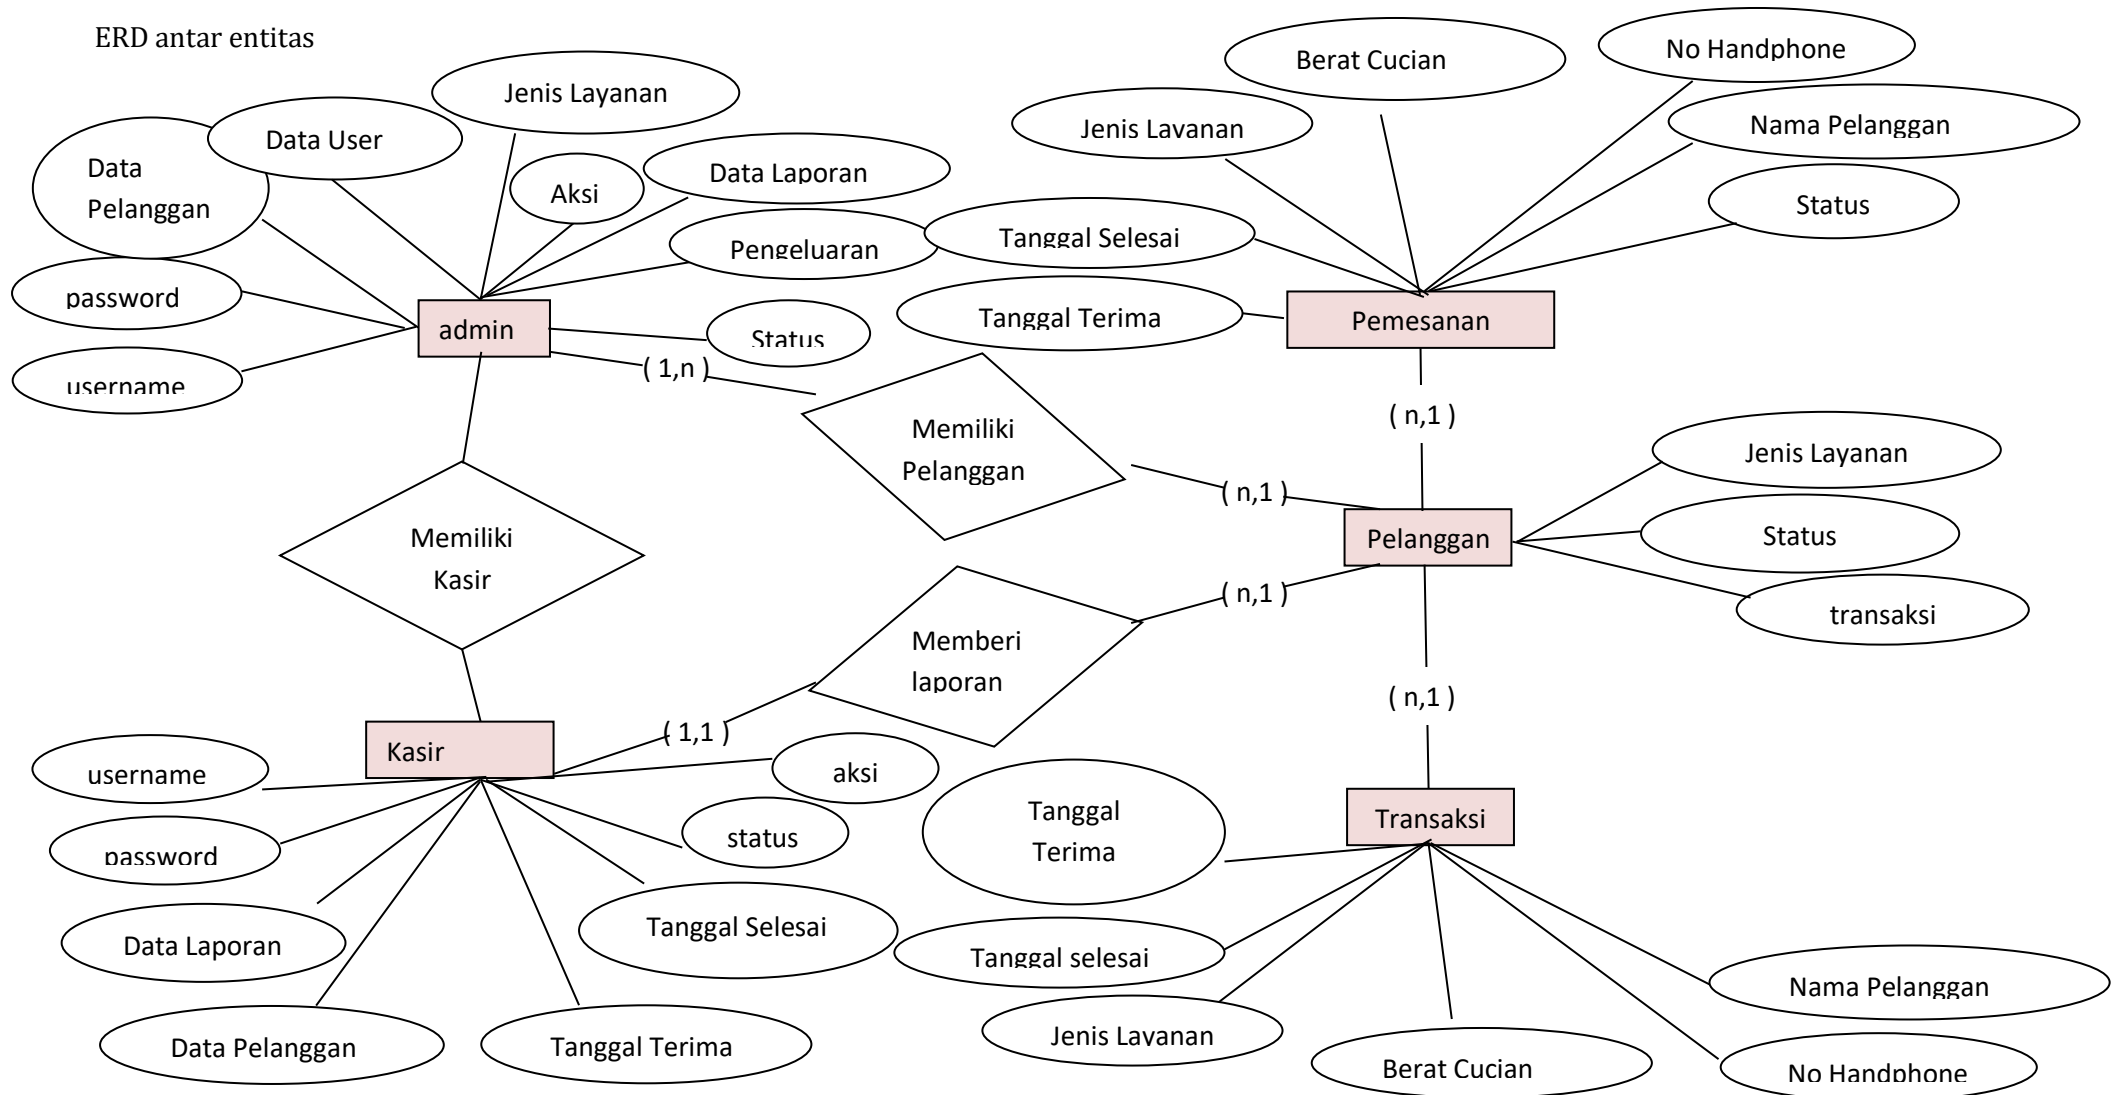 ERD antar entitas
Jenis Layanan
Data User
Data
Pelanggan
Aksi
Data Laporan
Pengeluaran
password
username
admin
Status
( 1,n )
Berat Cucian
No Handphone
Jenis Layanan
Nama Pelanggan
Status
Tanggal Selesai
Tanggal Terima
Pemesanan
( n,1 )
Memiliki
Pelanggan
( n,1 )
Jenis Layanan
Pelanggan
Status
transaksi
Memiliki
Kasir
Memberi
laporan
( n,1 )
( 1,1 )
( n,1 )
Kasir
username
password
Data Laporan
Data Pelanggan
Tanggal Terima
Tanggal Selesai
status
aksi
Transaksi
Tanggal
Terima
Tanggal selesai
Jenis Layanan
Berat Cucian
No Handphone
Nama Pelanggan